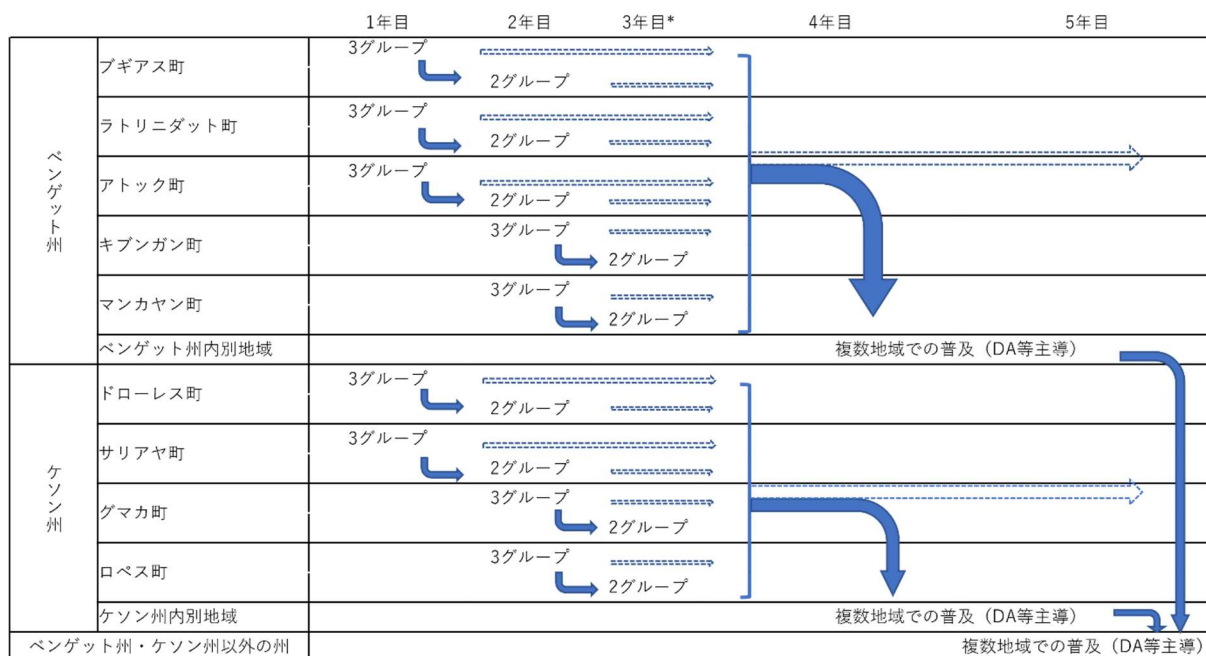 1年目 2年目 3年目* 4年目 5年目
ベンゲット州
ブギアス町
3グループ
2グループ
ラトリニダット町
3グループ
2グループ
アトック町
3グループ
2グループ
キブンガン町
3グループ
2グループ
マンカヤン町
3グループ
2グループ
ベンゲット州内別地域 複数地域での普及（DA等主導）
ケソン州
ドローレス町
3グループ
2グループ
サリアヤ町
3グループ
2グループ
グマカ町
3グループ
2グループ
ロペス町
3グループ
2グループ
ケソン州内別地域 複数地域での普及（DA等主導）
ベンゲット州・ケソン州以外の州 複数地域での普及（DA等主導）